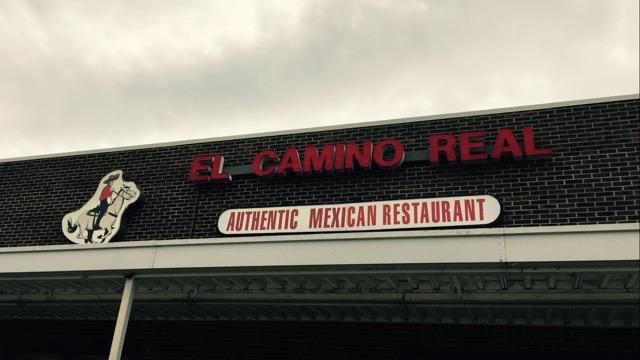 EL CAMINO REAL
AUTHENTIC MEXICAN RESTAURANT